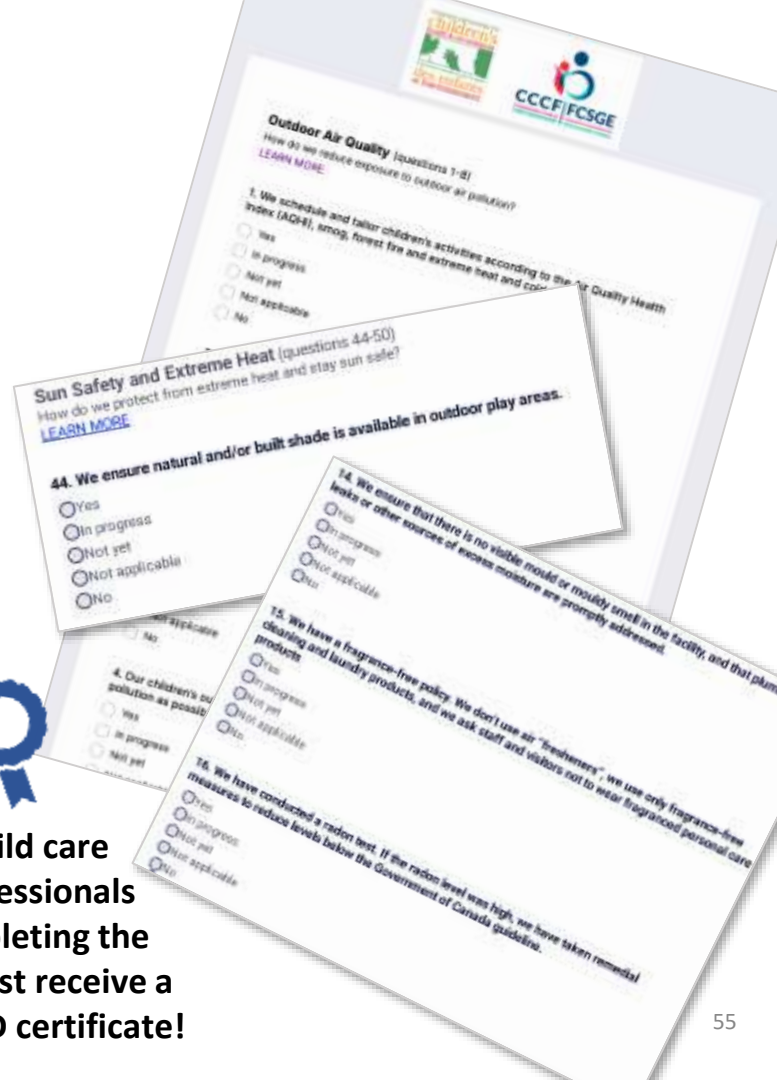 children's
des enfants
CCCF|FCSGE
Outdoor Air Quality (questions 1-8)
How do we reduce exposure to outdoor air pollution?
LEARN MORE
1. We schedule and tailor children's activities according to the Air Quality Health
Index (AQHI), smog, forest fire and extreme heat and cold
Yes
In progress
Not yet
Not applicable
No
Sun Safety and Extreme Heat (questions 44-50)
How do we protect from extreme heat and stay sun safe?
LEARN MORE
44. We ensure natural and/or built shade is available in outdoor play areas.
Yes
In progress
Not yet
Not applicable
No
applicable
No
4. Our children's
pollution as
Yes
In progress
Not yet
14. We ensure that there is no visible mould or mouldy smell in the facility, and that
leaks or other sources of excess moisture are promptly addressed.
Yes
In progress
Not yet
Not applicable
No
15. We have a fragrance-free policy. We don't use air "fresheners", we use only fragrance-free
cleaning and laundry products, and we ask staff and visitors not to wear fragranced personal care
products
Yes
In progress
Not yet
Not applicable
No
16. We have conducted a radon test. If the radon level was high, we have taken remedial
measures to reduce levels below the Government of Canada guideline.
Yes
In progress
Not yet
Not applicable
No
ild care
essionals
leting the
st receive a
certificate!
55